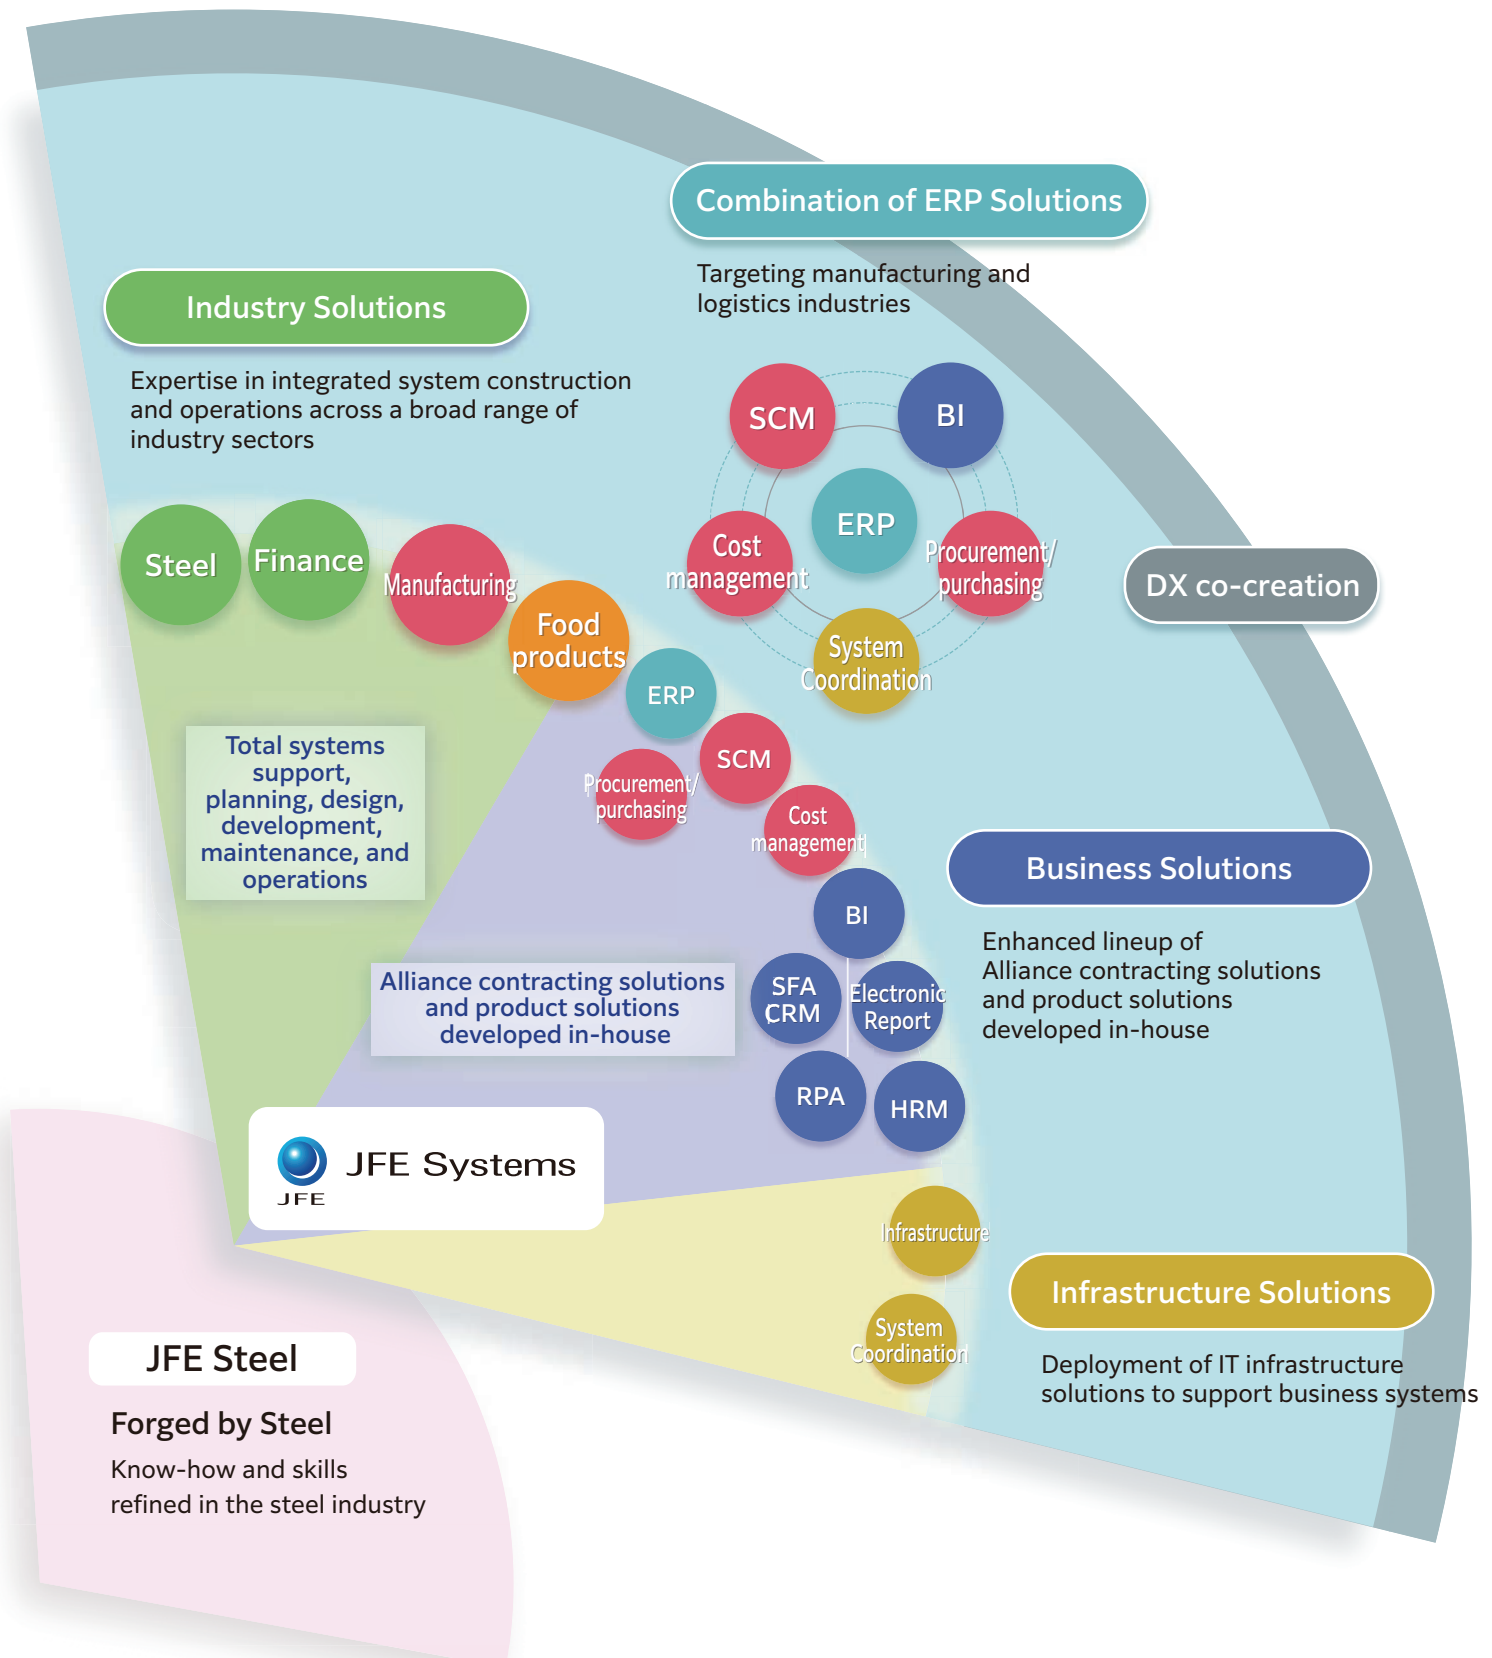 Combination of ERP Solutions
Targeting manufacturing and
logistics industries
Industry Solutions
Expertise in integrated system construction
and operations across a broad range of
industry sectors
SCM
BI
ERP
Cost
management
Procurement/
purchasing
System
Coordination
DX co-creation
Steel
Finance
Manufacturing
Food
products
ERP
SCM
Procurement/
purchasing
Cost
management
BI
SFA
CRM
Electronic
Report
RPA
HRM
Total systems
support,
planning, design,
development,
maintenance, and
operations
Alliance contracting solutions
and product solutions
developed in-house
Business Solutions
Enhanced lineup of
Alliance contracting solutions
and product solutions
developed in-house
JFE
JFE Systems
Infrastructure
System
Coordination
Infrastructure Solutions
Deployment of IT infrastructure
solutions to support business systems
JFE Steel
Forged by Steel
Know-how and skills
refined in the steel industry